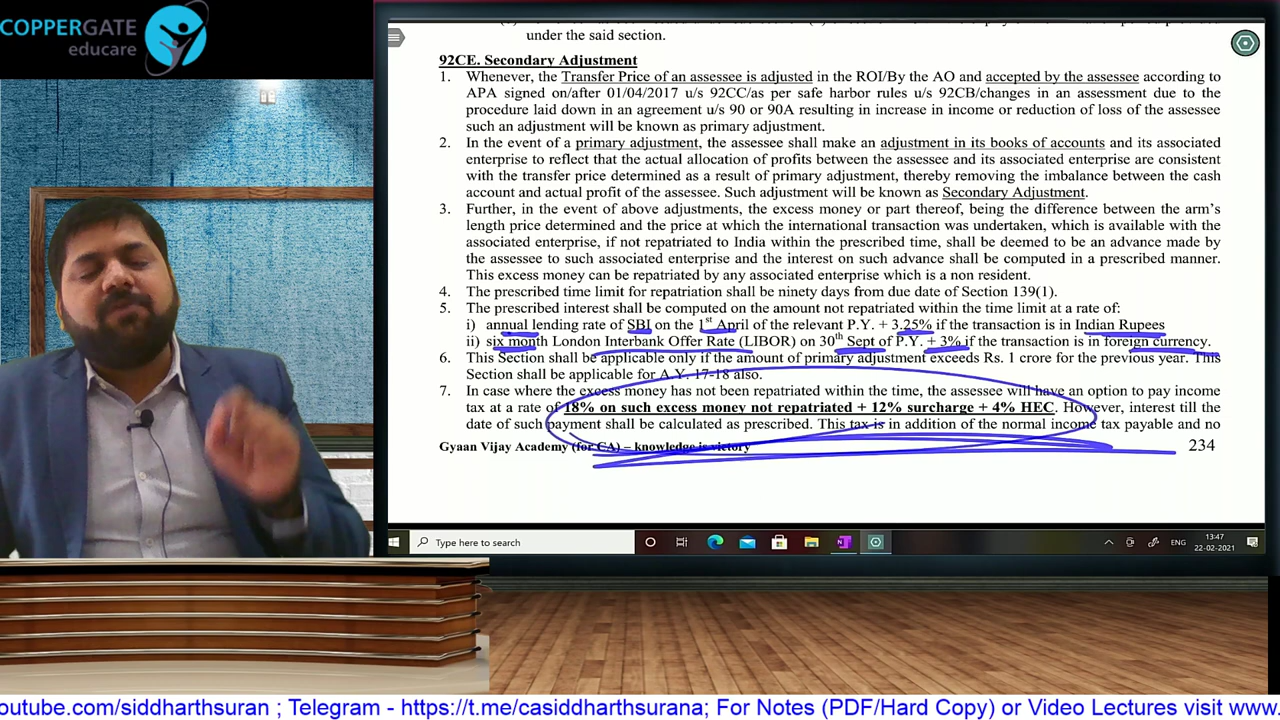 COPPERGATE
educare
under the said section.
92CE. Secondary Adjustment
1. Whenever, the Transfer Price of an assessee is adjusted in the ROI/By the AO and accepted by the assessee according to
APA signed on/after 01/04/2017 u/s 92CC/as per safe harbor rules u/s 92CB/changes in an assessment due to the
procedure laid down in an agreement u/s 90 or 90A resulting in increase in income or reduction of loss of the assessee
such an adjustment will be known as primary adjustment.
2. In the event of a primary adjustment, the assessee shall make an adjustment in its books of accounts and its associated
enterprise to reflect that the actual allocation of profits between the assessee and its associated enterprise are consistent
with the transfer price determined as a result of primary adjustment, thereby removing the imbalance between the cash
account and actual profit of the assessee. Such adjustment will be known as Secondary Adjustment.
3. Further, in the event of above adjustments, the excess money or part thereof, being the difference between the arm's
length price determined and the price at which the international transaction was undertaken, which is available with the
associated enterprise, if not repatriated to India within the prescribed time, shall be deemed to be an advance made by
the assessee to such associated enterprise and the interest on such advance shall be computed in a prescribed manner.
This excess money can be repatriated by any associated enterprise which is a non resident.
4. The prescribed time limit for repatriation shall be ninety days from due date of Section 139(1).
5. The prescribed interest shall be computed on the amount not repatriated within the time limit at a rate of:
i) annual lending rate of SBI on the 1st April of the relevant P.Y. + 3.25% if the transaction is in Indian Rupees
ii) six month London Interbank Offer Rate (LIBOR) on 30th Sept of P.Y. + 3% if the transaction is in foreign currency.
6. This Section shall be applicable only if the amount of primary adjustment exceeds Rs. 1 crore for the previous year. This
Section shall be applicable for A.Y. 17-18 also.
7. In case where the excess money has not been repatriated within the time, the assessee will have an option to pay income
tax at a rate of 18% on such excess money not repatriated + 12% surcharge + 4% HEC. However, interest till the
date of such payment shall be calculated as prescribed. This tax is in addition of the normal income tax payable and no
Gyaan Vijay Academy (for CA) – knowledge is victory 234
Type here to search
ENG
13:47
22-02-2021
outube.com/siddharthsuran ; Telegram - https://t.me/casiddharthsurana; For Notes (PDF/Hard Copy) or Video Lectures visit www.